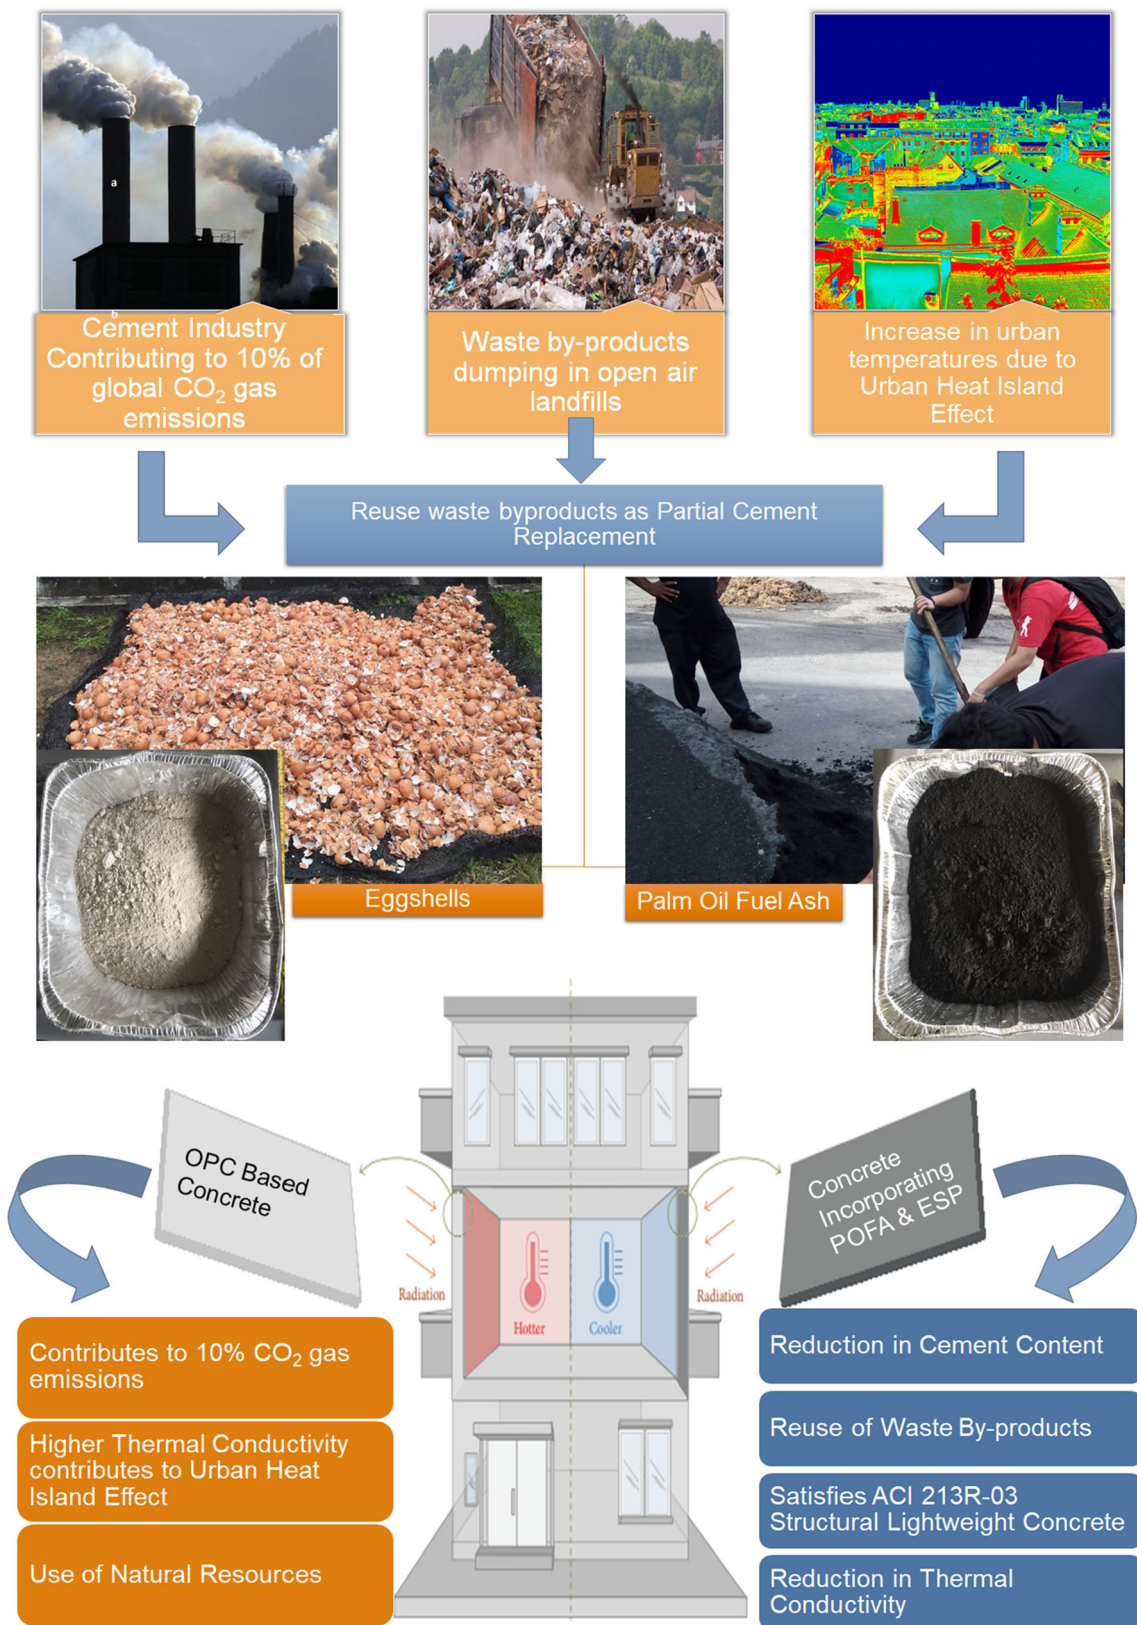 a
b
Cement Industry
Contributing to 10% of
global CO₂ gas
emissions
Waste by-products
dumping in open air
landfills
Increase in urban
temperatures due to
Urban Heat Island
Effect
Reuse waste byproducts as Partial Cement
Replacement
Eggshells
Palm Oil Fuel Ash
OPC Based
Concrete
Concrete
Incorporating
POFA & ESP
Radiation
Hotter
Cooler
Radiation
Contributes to 10% CO₂ gas
emissions
Higher Thermal Conductivity
contributes to Urban Heat
Island Effect
Use of Natural Resources
Reduction in Cement Content
Reuse of Waste By-products
Satisfies ACI 213R-03
Structural Lightweight Concrete
Reduction in Thermal
Conductivity